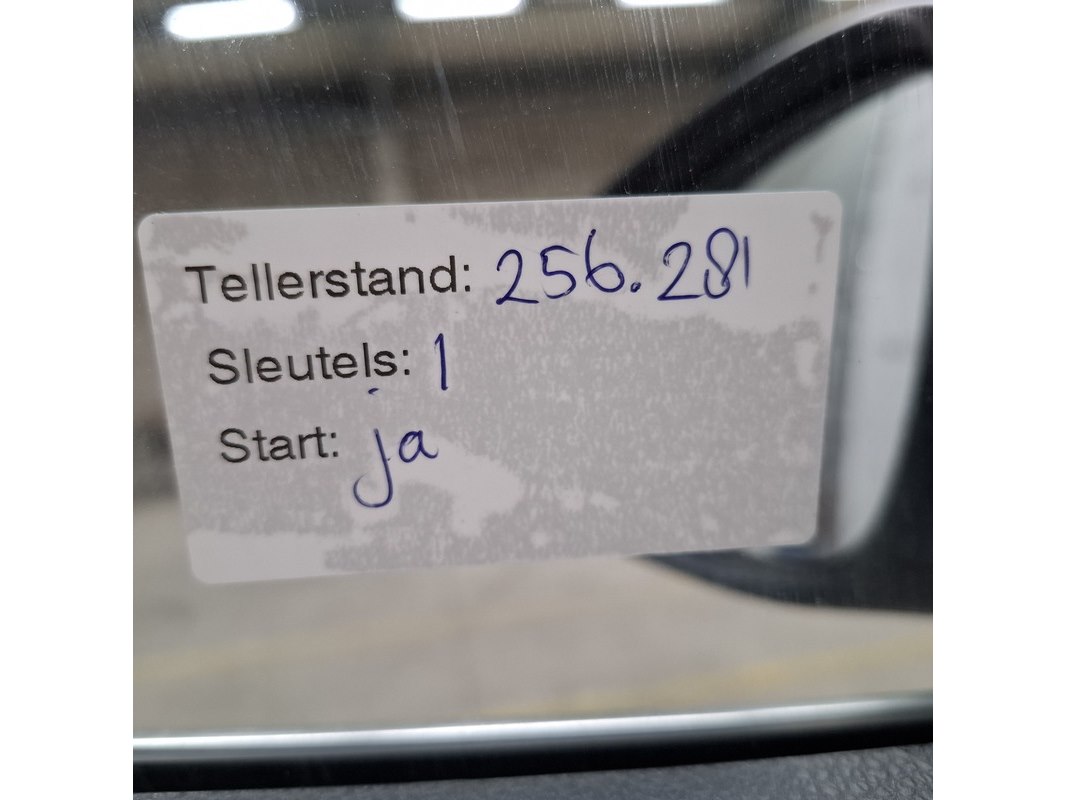 Tellerstand: 256.281
Sleutels: 1
Start: ja